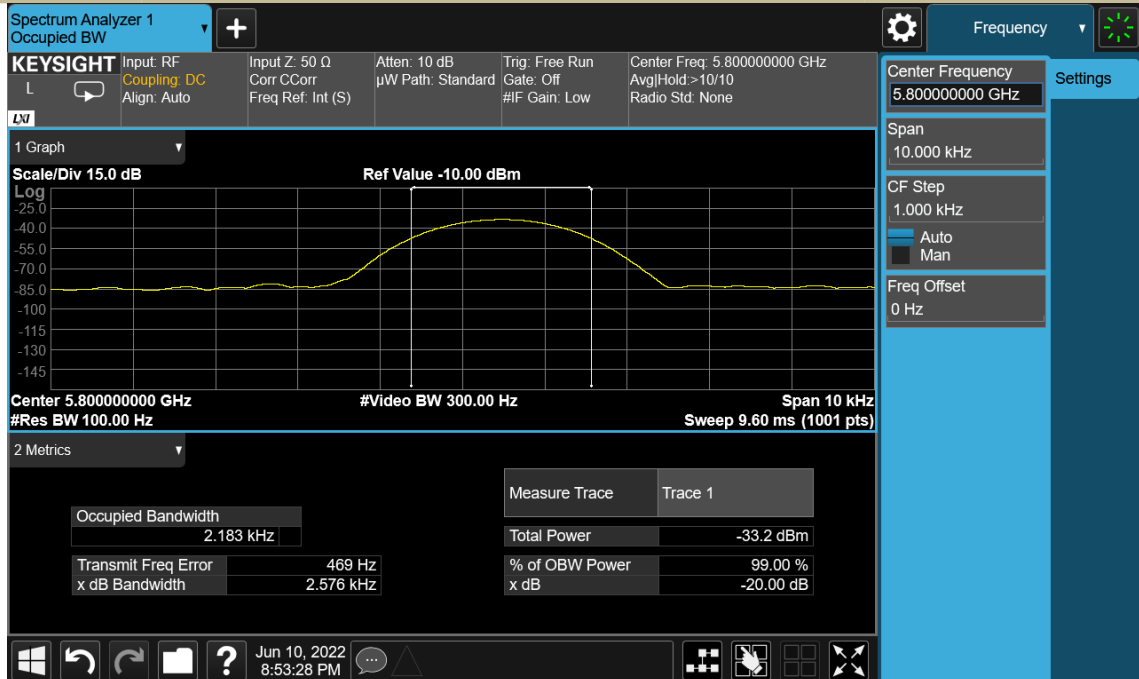 Spectrum Analyzer 1
Occupied BW
Frequency
KEYSIGHT
L
LXI
Input: RF
Coupling: DC
Align: Auto
Input Z: 50 Ω
Corr CCorr
Freq Ref: Int (S)
Atten: 10 dB
µW Path: Standard
Trig: Free Run
Gate: Off
#IF Gain: Low
Center Freq: 5.800000000 GHz
Avg|Hold:>10/10
Radio Std: None
Center Frequency
5.800000000 GHz
Settings
Span
10.000 kHz
CF Step
1.000 kHz
Auto
Man
Freq Offset
0 Hz
1 Graph
Scale/Div 15.0 dB
Ref Value -10.00 dBm
Log
-25.0
-40.0
-55.0
-70.0
-85.0
-100
-115
-130
-145
Center 5.800000000 GHz
#Video BW 300.00 Hz
Span 10 kHz
#Res BW 100.00 Hz
Sweep 9.60 ms (1001 pts)
2 Metrics
Measure Trace
Trace 1
Occupied Bandwidth
2.183 kHz
Total Power
-33.2 dBm
Transmit Freq Error
469 Hz
% of OBW Power
99.00 %
x dB Bandwidth
2.576 kHz
x dB
-20.00 dB
?
Jun 10, 2022
8:53:28 PM